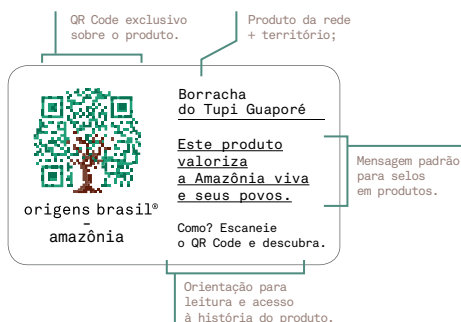 QR Code exclusivo
sobre o produto.
Produto da rede
+ território;
Borracha
do Tupi Guaporé
Este produto
valoriza
a Amazônia viva
e seus povos.
Como? Escaneie
o QR Code e descubra.
origens brasil®
–
amazônia
Mensagem padrão
para selos
em produtos.
Orientação para
leitura e acesso
à história do produto.